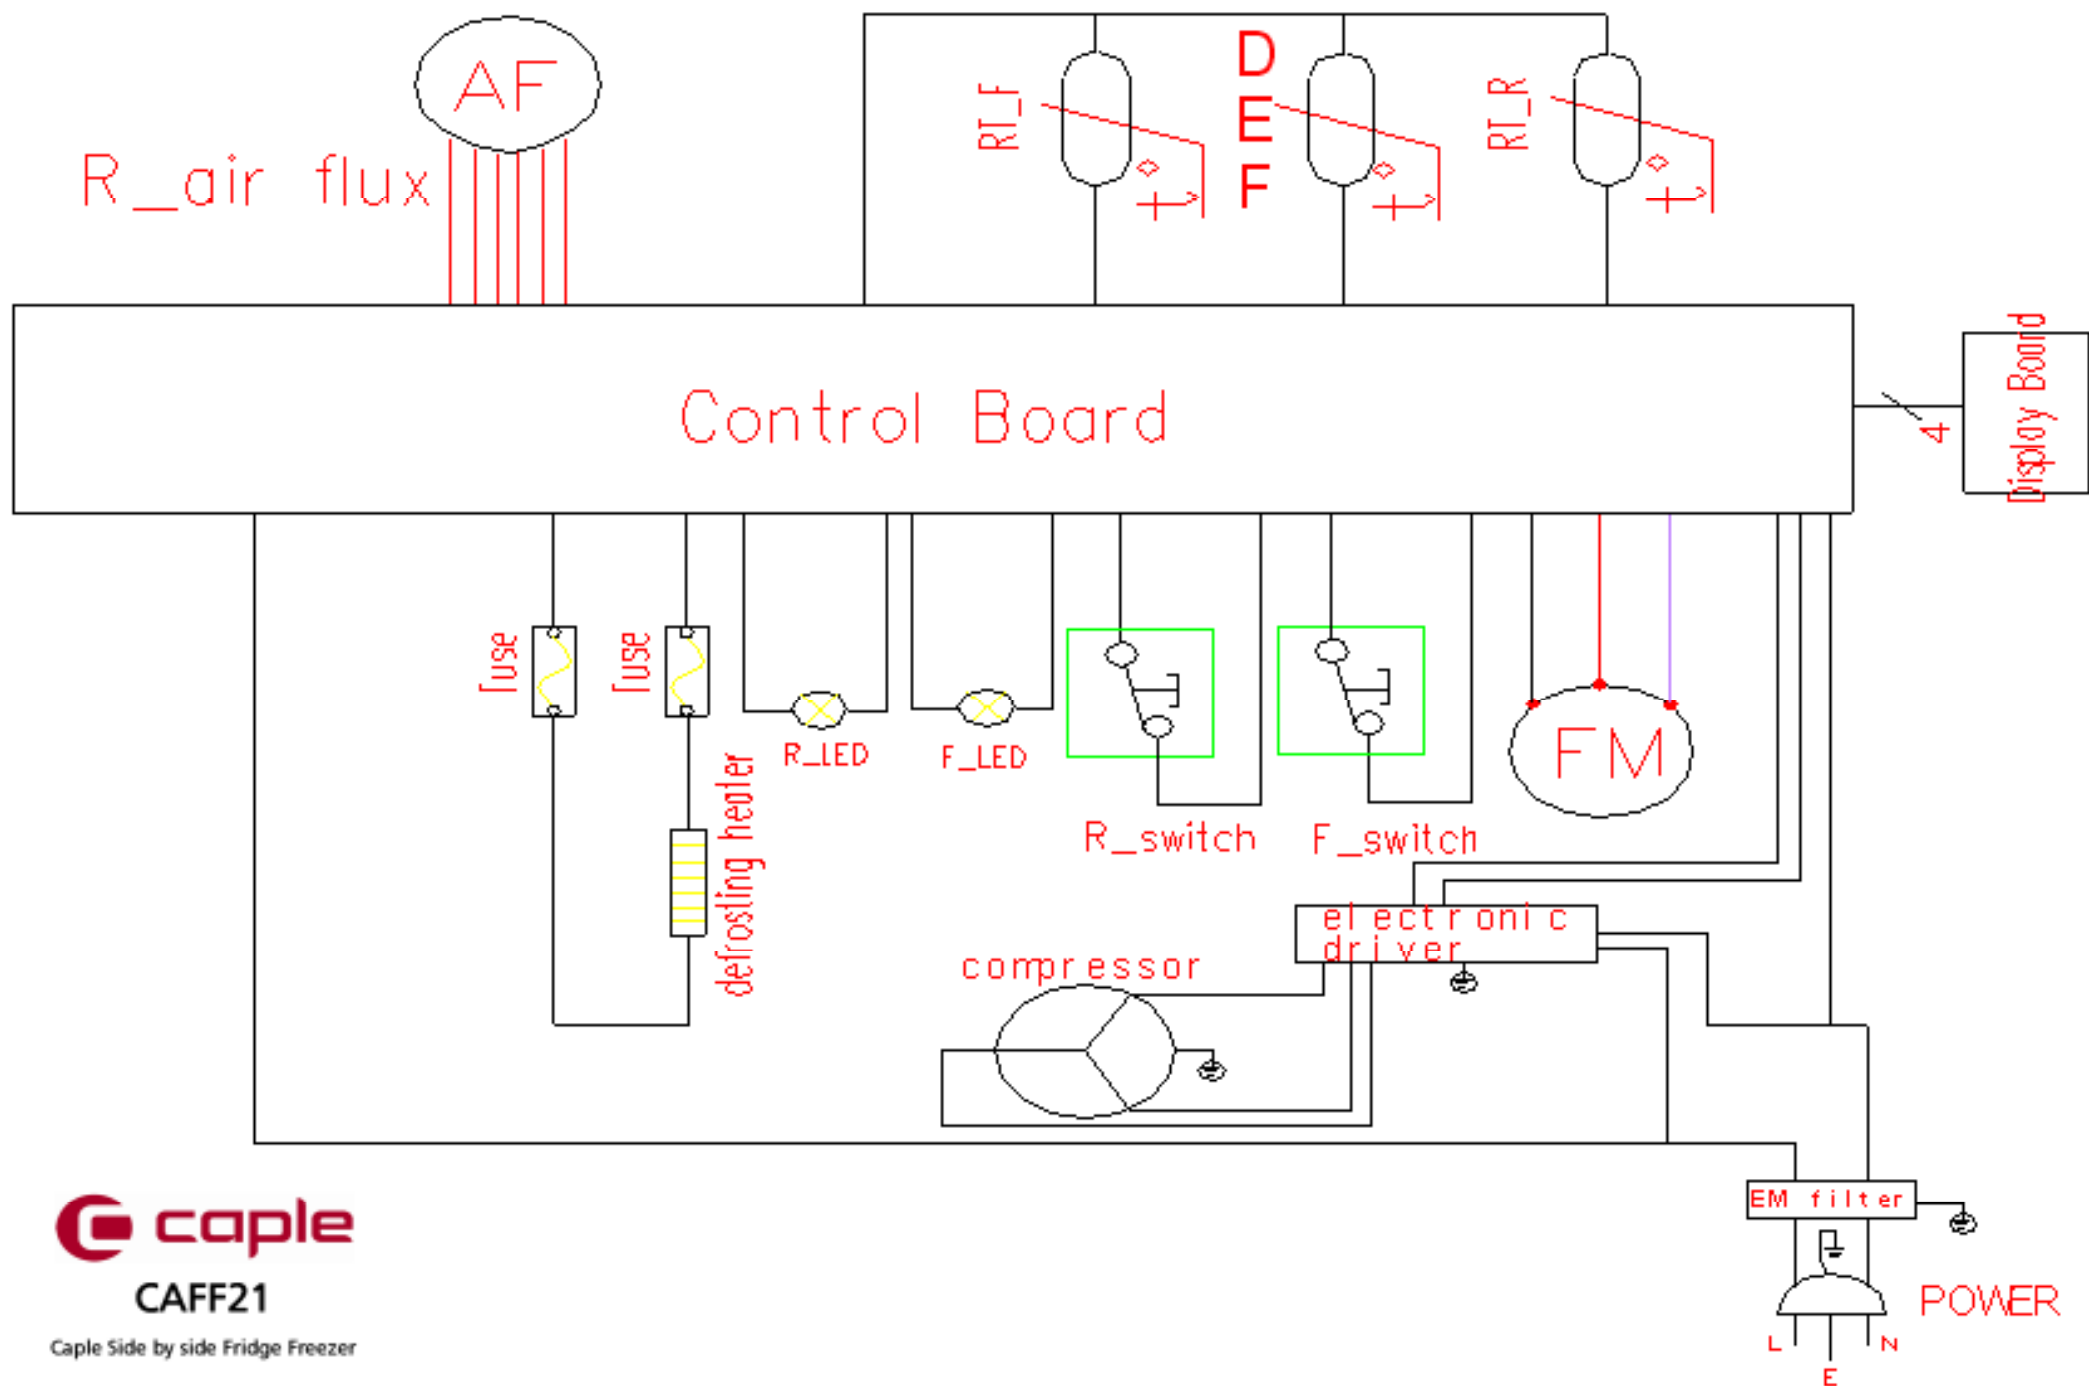 AF
R_air flux
RT_F
D
E
F
RT_R
t°
t°
t°
Control Board
4
Display Board
fuse
fuse
R_LED
F_LED
FM
defrosting heater
R_switch
F_switch
electronic
driver
compressor
EM filter
POWER
L
N
E
caple
CAFF21
Caple Side by side Fridge Freezer